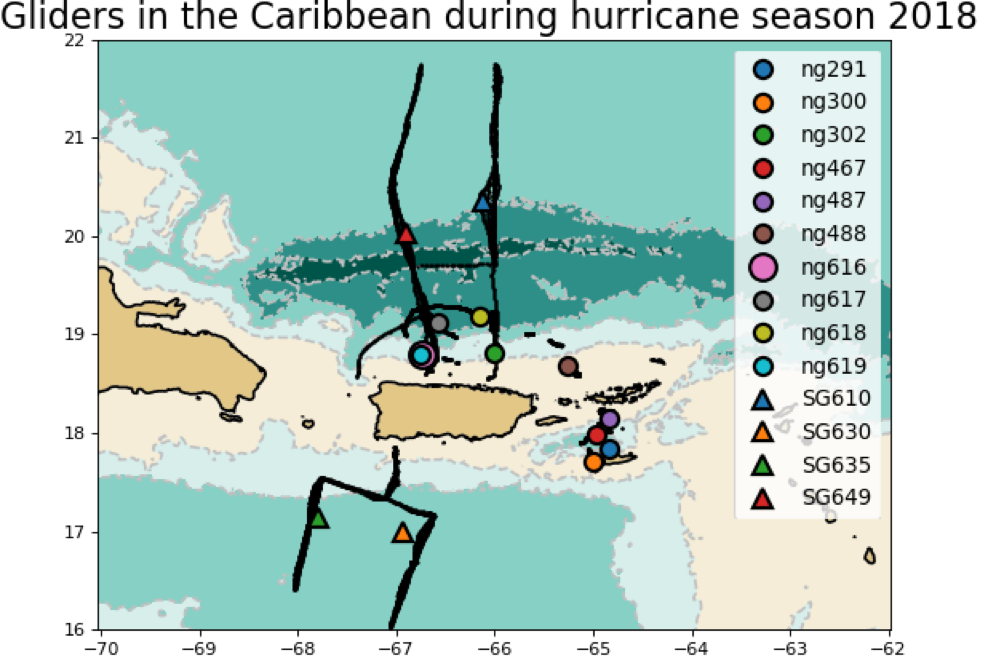 Gliders in the Caribbean during hurricane season 2018
22
21
20
19
18
17
16
−70
−69
−68
−67
−66
−65
−64
−63
−62
ng291
ng300
ng302
ng467
ng487
ng488
ng616
ng617
ng618
ng619
SG610
SG630
SG635
SG649